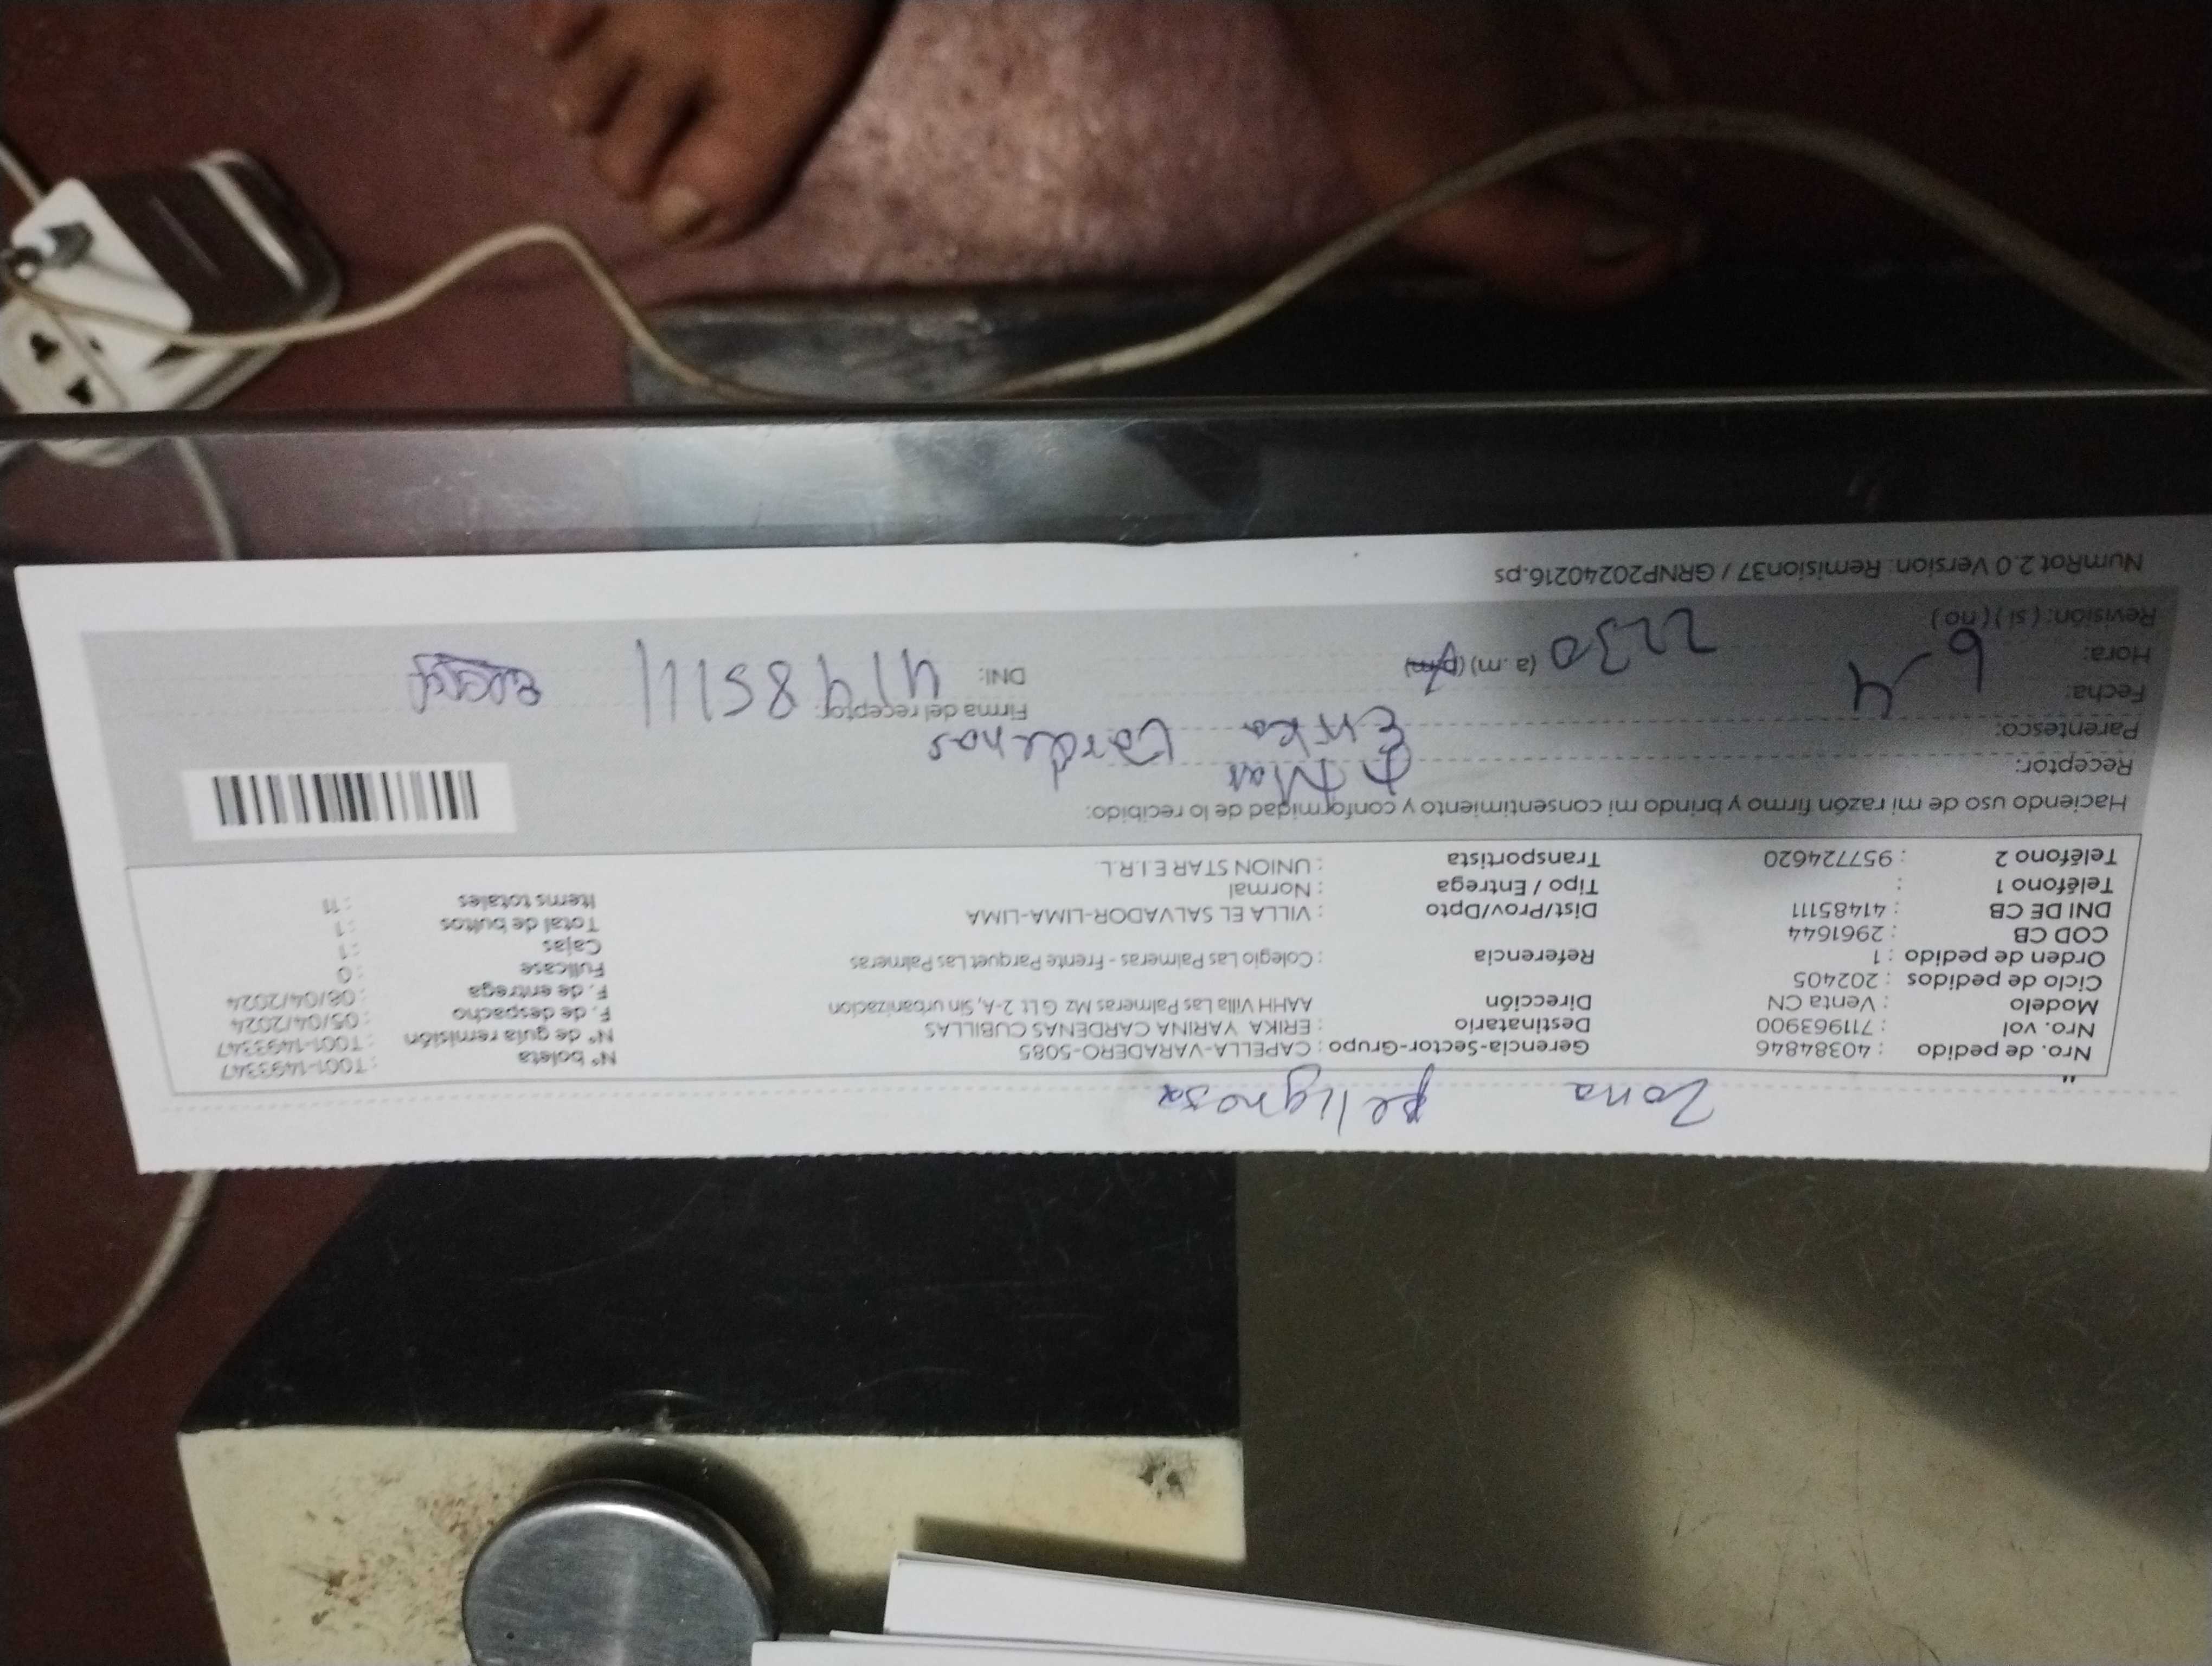 Zona peligrosa
Nro. de pedido : 40384846 Gerencia-Sector-Grupo : CAPELLA-VARADERO-5085 Nº boleta : T001-1493347
Nro. vol : 711963900 Destinatario : ERIKA YARINA CARDENAS CUBILLAS Nº de guia remisión : T001-1493347
Modelo : Venta CN Dirección AAHH Villa Las Palmeras Mz G Lt 2-A, Sin urbanizacion F. de despacho : 05/04/2024
Ciclo de pedidos : 202405 F. de entrega : 08/04/2024
Orden de pedido : 1 Referencia : Colegio Las Palmeras - Frente Parquet Las Palmeras Fullcase : 0
COD CB : 2961644 Cajas : 1
DNI DE CB : 41485111 Dist/Prov/Dpto : VILLA EL SALVADOR-LIMA-LIMA Total de bultos : 1
Teléfono 1 : Tipo / Entrega : Normal Items totales : 11
Teléfono 2 : 957724620 Transportista : UNION STAR E.I.R.L.
Haciendo uso de mi razón firmo y brindo mi consentimiento y conformidad de lo recibido:
Receptor:
Parentesco: Erika Cardenas
Fecha: 6-4 Firma del receptor:
Hora: 2230 (a.m) (p.m) DNI: 41485111
Revisión: ( si ) ( no )
NumRot 2.0 Version: Remision37 / GRNP20240216.ps